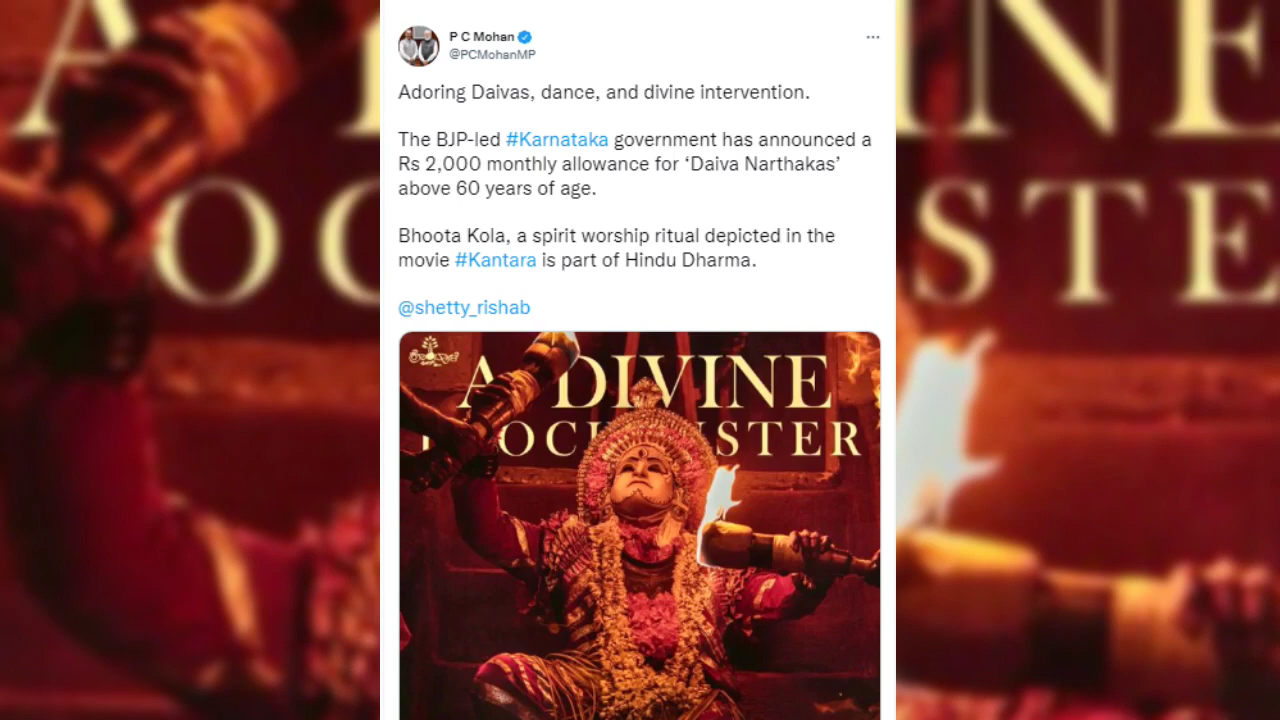 P C Mohan
@PCMohanMP
Adoring Daivas, dance, and divine intervention.
The BJP-led #Karnataka government has announced a
Rs 2,000 monthly allowance for ‘Daiva Narthakas’
above 60 years of age.
Bhoota Kola, a spirit worship ritual depicted in the
movie #Kantara is part of Hindu Dharma.
@shetty_rishab
A DIVINE